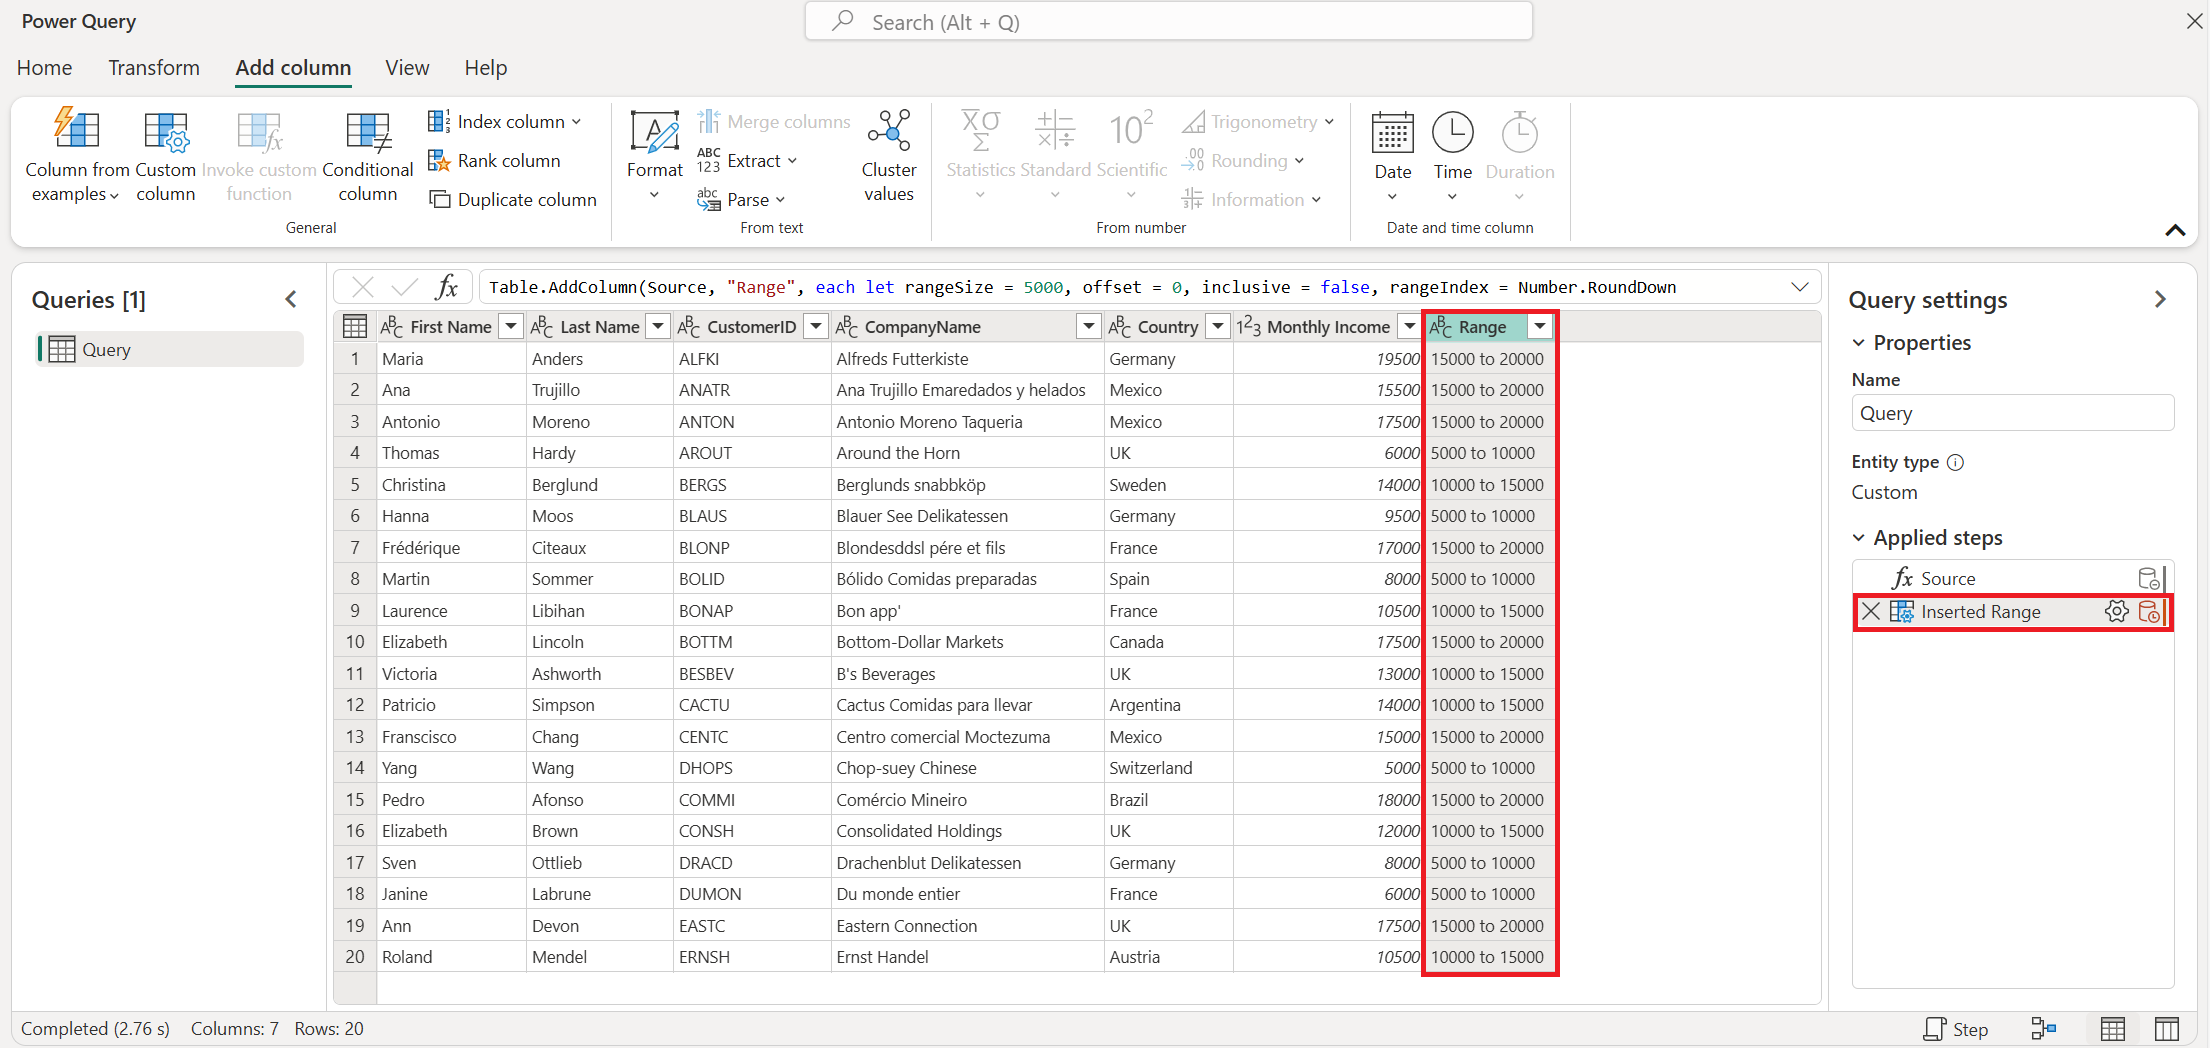 Power Query
Search (Alt + Q)
Home Transform Add column View Help
Column from examples
Custom column
Invoke custom function
Conditional column
Index column
Rank column
Duplicate column
General
Format
Merge columns
ABC 123 Extract
abc Parse
Cluster values
From text
Statistics
Standard
10² Scientific
Trigonometry
.00 Rounding
Information
From number
Date
Time
Duration
Date and time column
Queries [1]
Query
fx Table.AddColumn(Source, "Range", each let rangeSize = 5000, offset = 0, inclusive = false, rangeIndex = Number.RoundDown
ABC First Name ABC Last Name ABC CustomerID ABC CompanyName ABC Country 123 Monthly Income ABC Range
1 Maria Anders ALFKI Alfreds Futterkiste Germany 19500 15000 to 20000
2 Ana Trujillo ANATR Ana Trujillo Emaredados y helados Mexico 15500 15000 to 20000
3 Antonio Moreno ANTON Antonio Moreno Taqueria Mexico 17500 15000 to 20000
4 Thomas Hardy AROUT Around the Horn UK 6000 5000 to 10000
5 Christina Berglund BERGS Berglunds snabbköp Sweden 14000 10000 to 15000
6 Hanna Moos BLAUS Blauer See Delikatessen Germany 9500 5000 to 10000
7 Frédérique Citeaux BLONP Blondesddsl pére et fils France 17000 15000 to 20000
8 Martin Sommer BOLID Bólido Comidas preparadas Spain 8000 5000 to 10000
9 Laurence Libihan BONAP Bon app' France 10500 10000 to 15000
10 Elizabeth Lincoln BOTTM Bottom-Dollar Markets Canada 17500 15000 to 20000
11 Victoria Ashworth BESBEV B's Beverages UK 13000 10000 to 15000
12 Patricio Simpson CACTU Cactus Comidas para llevar Argentina 14000 10000 to 15000
13 Franscisco Chang CENTC Centro comercial Moctezuma Mexico 15000 15000 to 20000
14 Yang Wang DHOPS Chop-suey Chinese Switzerland 5000 5000 to 10000
15 Pedro Afonso COMMI Comércio Mineiro Brazil 18000 15000 to 20000
16 Elizabeth Brown CONSH Consolidated Holdings UK 12000 10000 to 15000
17 Sven Ottlieb DRACD Drachenblut Delikatessen Germany 8000 5000 to 10000
18 Janine Labrune DUMON Du monde entier France 6000 5000 to 10000
19 Ann Devon EASTC Eastern Connection UK 17500 15000 to 20000
20 Roland Mendel ERNSH Ernst Handel Austria 10500 10000 to 15000
Query settings
Properties
Name
Query
Entity type
Custom
Applied steps
fx Source
Inserted Range
Completed (2.76 s) Columns: 7 Rows: 20
Step